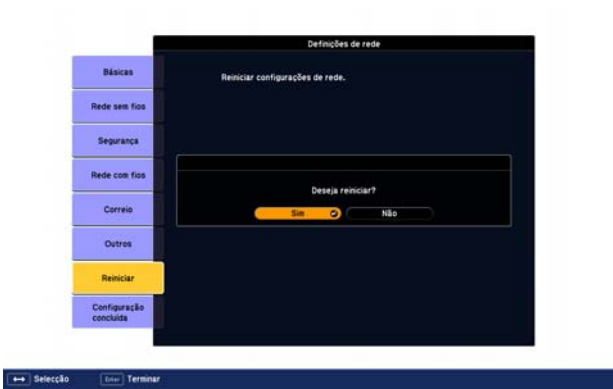 Definições de rede
Básicas
Reiniciar configurações de rede.
Rede sem fios
Segurança
Rede com fios
Deseja reiniciar?
Correio
Sim
Não
Outros
Reiniciar
Configuração
concluída
Selecção
Enter
Terminar